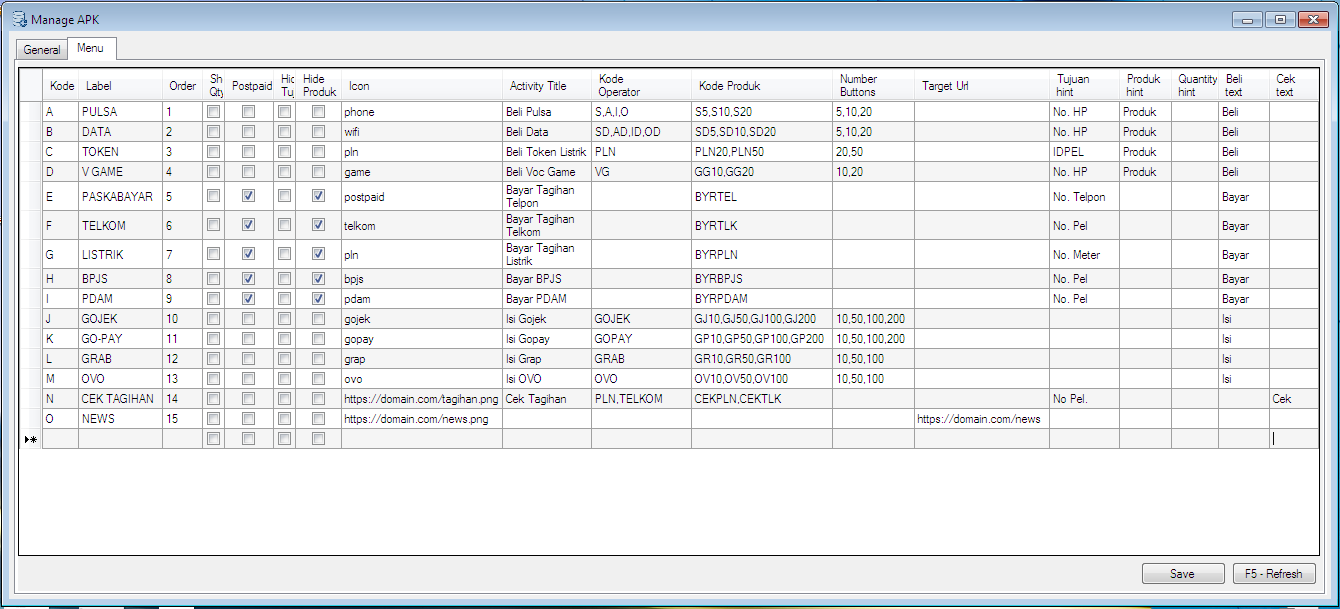 Manage APK
General Menu
Kode Label Order Sh Qty Postpaid Hic Tuj Hide Produk Icon Activity Title Kode Operator Kode Produk Number Buttons Target Url Tujuan hint Produk hint Quantity hint Beli text Cek text
A PULSA 1 phone Beli Pulsa S,A,I,O S5,S10,S20 5,10,20 No. HP Produk Beli
B DATA 2 wifi Beli Data SD,AD,ID,OD SD5,SD10,SD20 5,10,20 No. HP Produk Beli
C TOKEN 3 pln Beli Token Listrik PLN PLN20,PLN50 20,50 IDPEL Produk Beli
D V GAME 4 game Beli Voc Game VG GG10,GG20 10,20 No. HP Produk Beli
E PASKABAYAR 5 postpaid Bayar Tagihan Telpon BYRTEL No. Telpon Bayar
F TELKOM 6 telkom Bayar Tagihan Telkom BYRTLK No. Pel Bayar
G LISTRIK 7 pln Bayar Tagihan Listrik BYRPLN No. Meter Bayar
H BPJS 8 bpjs Bayar BPJS BYRBPJS No. Pel Bayar
I PDAM 9 pdam Bayar PDAM BYRPDAM No. Pel Bayar
J GOJEK 10 gojek Isi Gojek GOJEK GJ10,GJ50,GJ100,GJ200 10,50,100,200 Isi
K GO-PAY 11 gopay Isi Gopay GOPAY GP10,GP50,GP100,GP200 10,50,100,200 Isi
L GRAB 12 grap Isi Grap GRAB GR10,GR50,GR100 10,50,100 Isi
M OVO 13 ovo Isi OVO OVO OV10,OV50,OV100 10,50,100 Isi
N CEK TAGIHAN 14 https://domain.com/tagihan.png Cek Tagihan PLN,TELKOM CEKPLN,CEKTLK No Pel. Cek
O NEWS 15 https://domain.com/news.png https://domain.com/news
Save F5 - Refresh